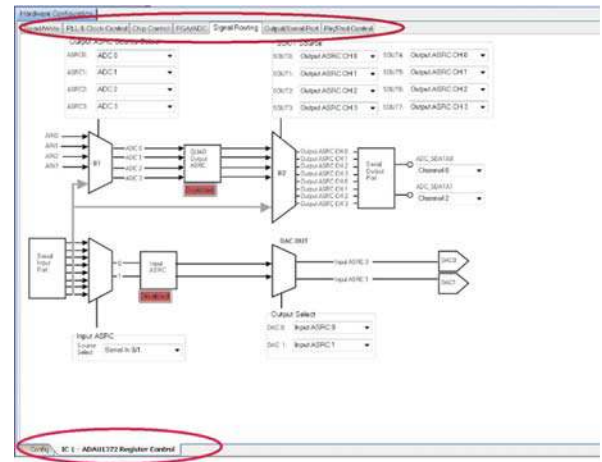 Hardware Configuration
Read/Write PLL & Clock Control Chip Control PGA/ADC Signal Routing Output/Serial Port Pin/Pad Control
Output ASRC Source Select
SOUT Source
ASRC0: ADC 0
ASRC1: ADC 1
ASRC2: ADC 2
ASRC3: ADC 3
SOUT0: Output ASRC CH 0 SOUT4: Output ASRC CH 0
SOUT1: Output ASRC CH 1 SOUT5: Output ASRC CH 1
SOUT2: Output ASRC CH 2 SOUT6: Output ASRC CH 2
SOUT3: Output ASRC CH 3 SOUT7: Output ASRC CH 3
AIN0
AIN1
AIN2
AIN3
B1
ADC 0
ADC 1
ADC 2
ADC 3
QUAD
Output
ASRC
Disabled
B2
Output ASRC CH 0
Output ASRC CH 1
Output ASRC CH 2
Output ASRC CH 3
Output ASRC CH 0
Output ASRC CH 1
Output ASRC CH 2
Output ASRC CH 3
Serial
Output
Port
ADC_SDATA0
Channel 0
ADC_SDATA1
Channel 2
Serial
Input
Port
0
1
Input
ASRC
Disabled
DAC OUT
Input ASRC 0
Input ASRC 1
DAC0
DAC1
Output Select
DAC 0: Input ASRC 0
DAC 1: Input ASRC 1
Input ASRC
Source
Select Serial In 0/1
Config IC 1 - ADAU1372 Register Control